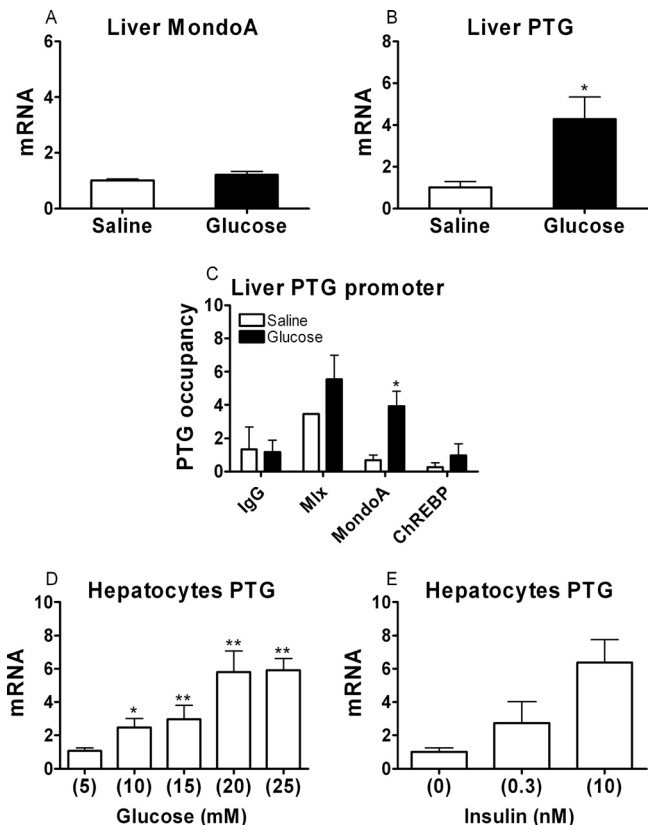 A
Liver MondoA
mRNA
6
4
2
0
Saline
Glucose
B
Liver PTG
mRNA
8
6
4
2
0
*
Saline
Glucose
C
Liver PTG promoter
PTG occupancy
10
8
6
4
2
0
Saline
Glucose
*
IgG
Mlx
MondoA
ChREBP
D
Hepatocytes PTG
mRNA
10
8
6
4
2
0
*
**
**
**
(5) (10) (15) (20) (25)
Glucose (mM)
E
Hepatocytes PTG
mRNA
10
8
6
4
2
0
(0) (0.3) (10)
Insulin (nM)